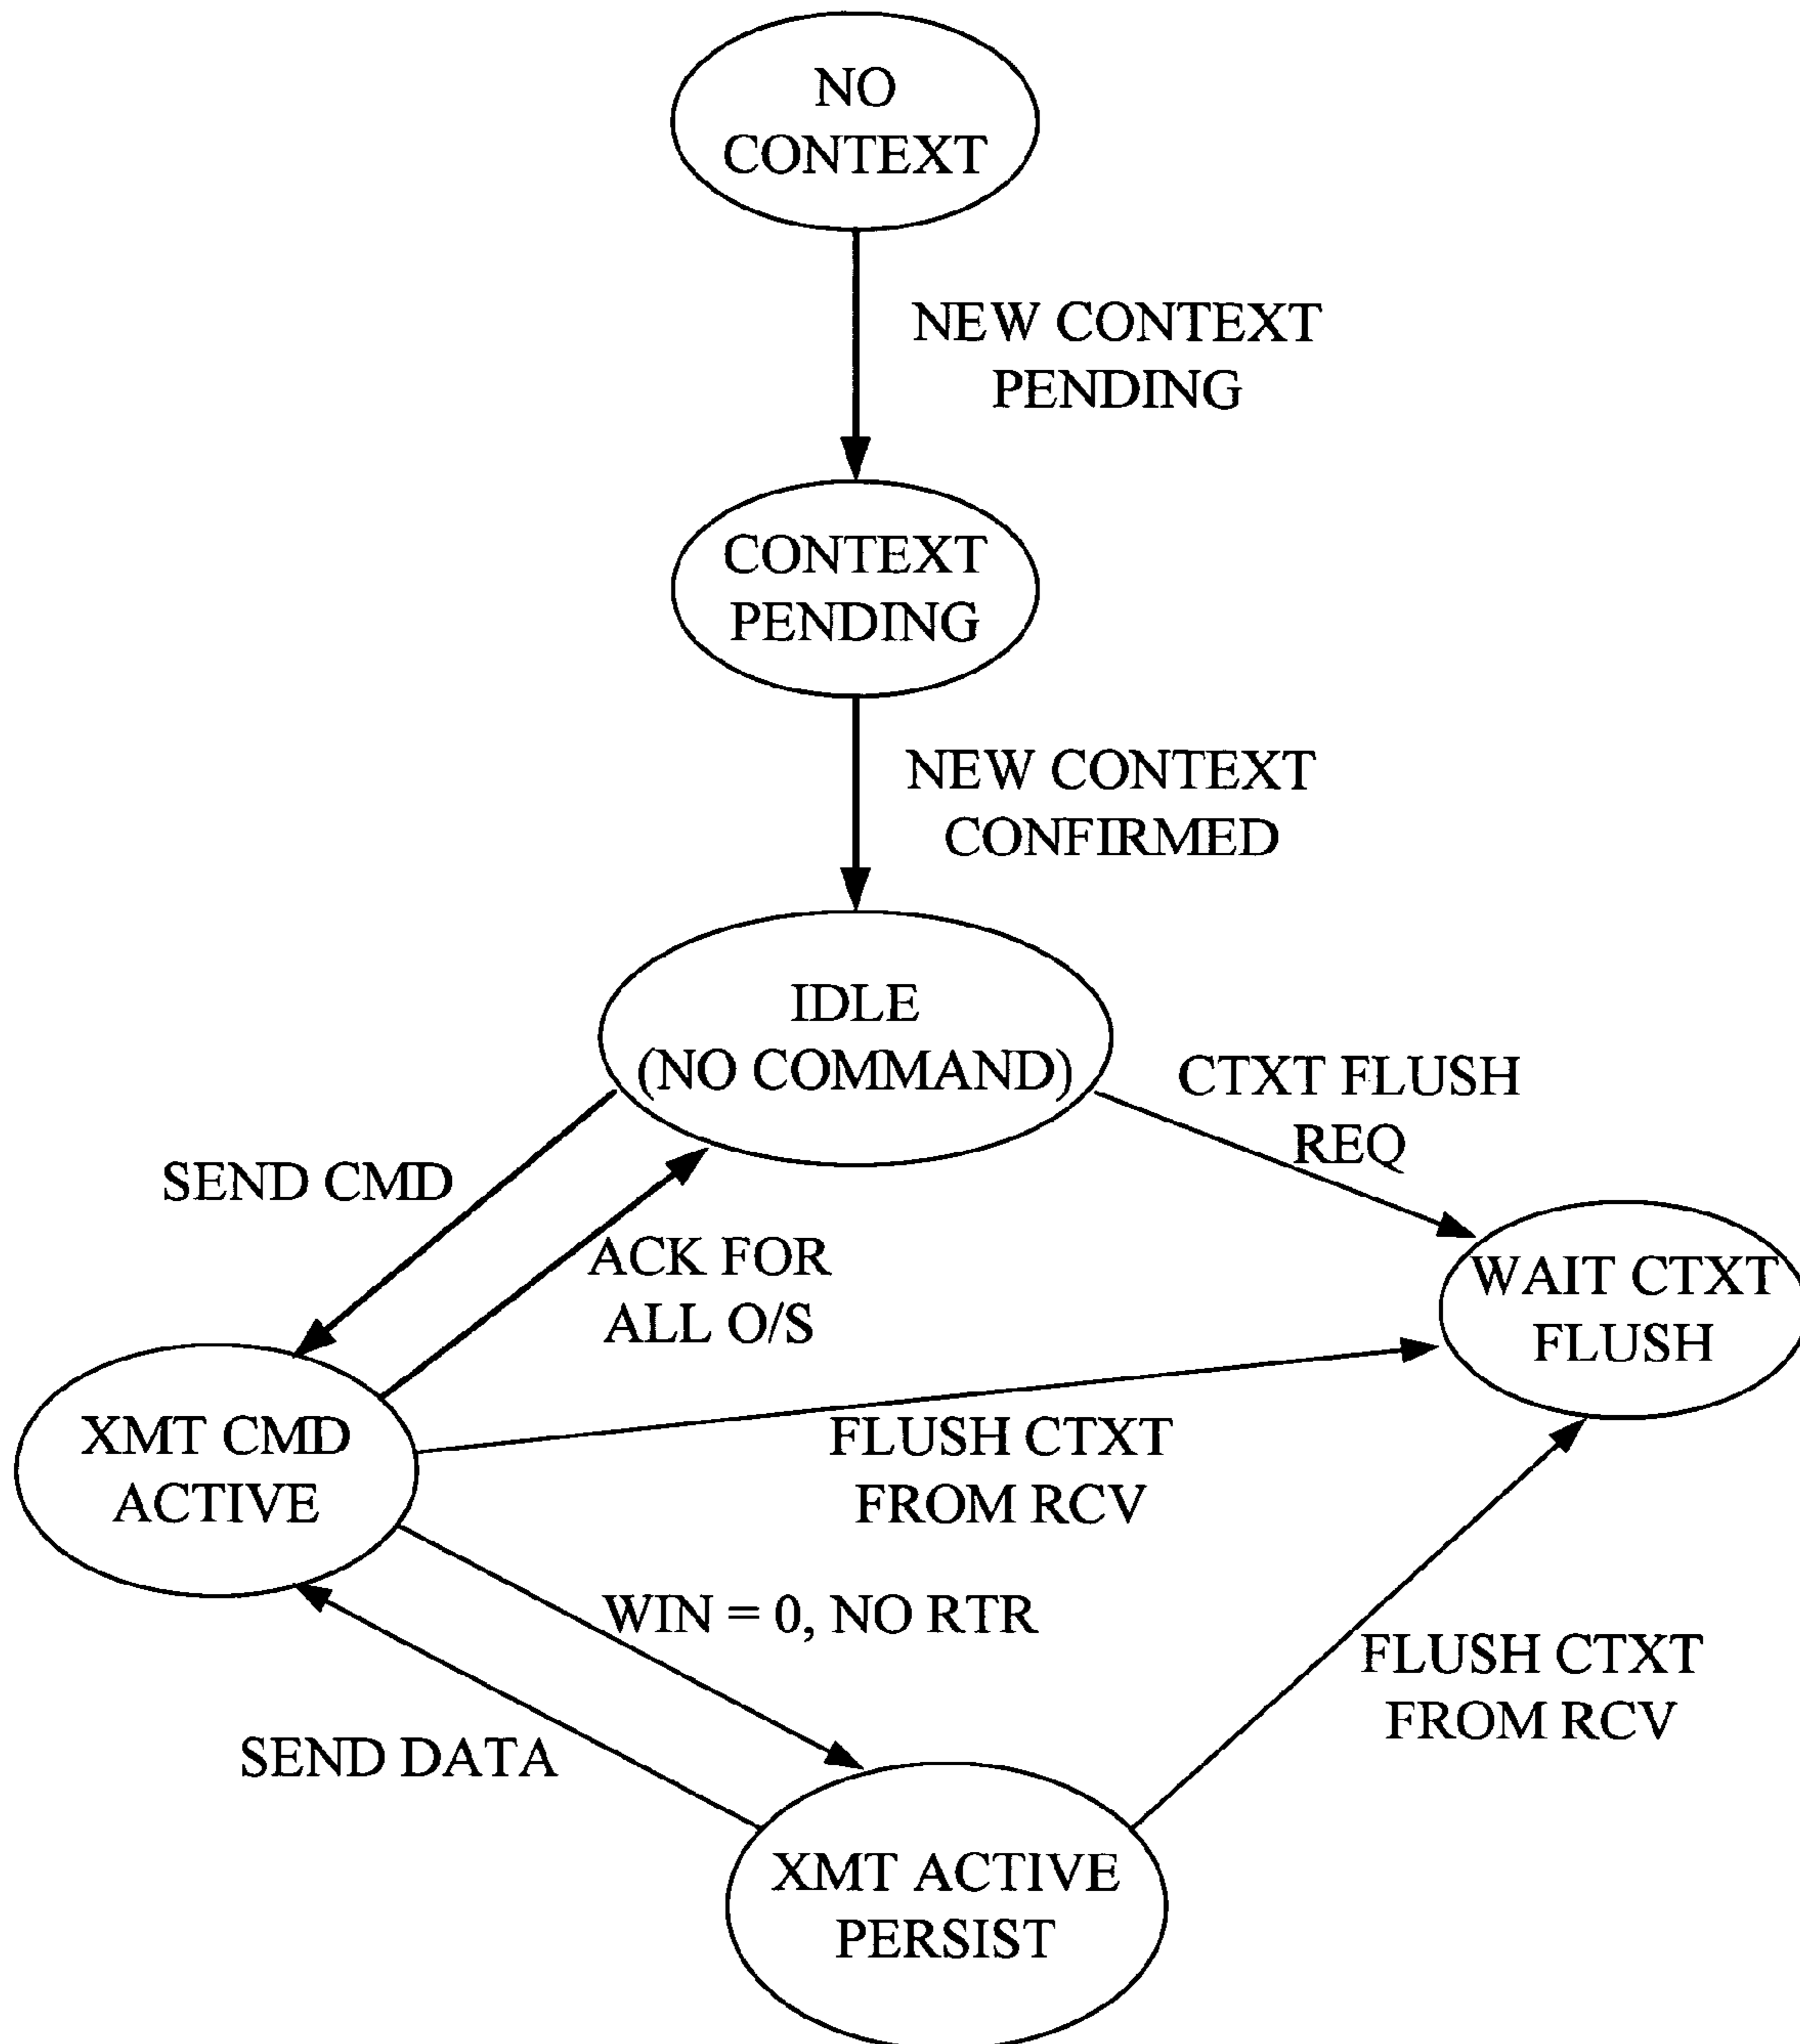 NO
CONTEXT
NEW CONTEXT
PENDING
CONTEXT
PENDING
NEW CONTEXT
CONFIRMED
IDLE
(NO COMMAND)
CTXT FLUSH
REQ
SEND CMD
ACK FOR
ALL O/S
WAIT CTXT
FLUSH
XMT CMD
ACTIVE
FLUSH CTXT
FROM RCV
WIN = 0, NO RTR
FLUSH CTXT
FROM RCV
SEND DATA
XMT ACTIVE
PERSIST